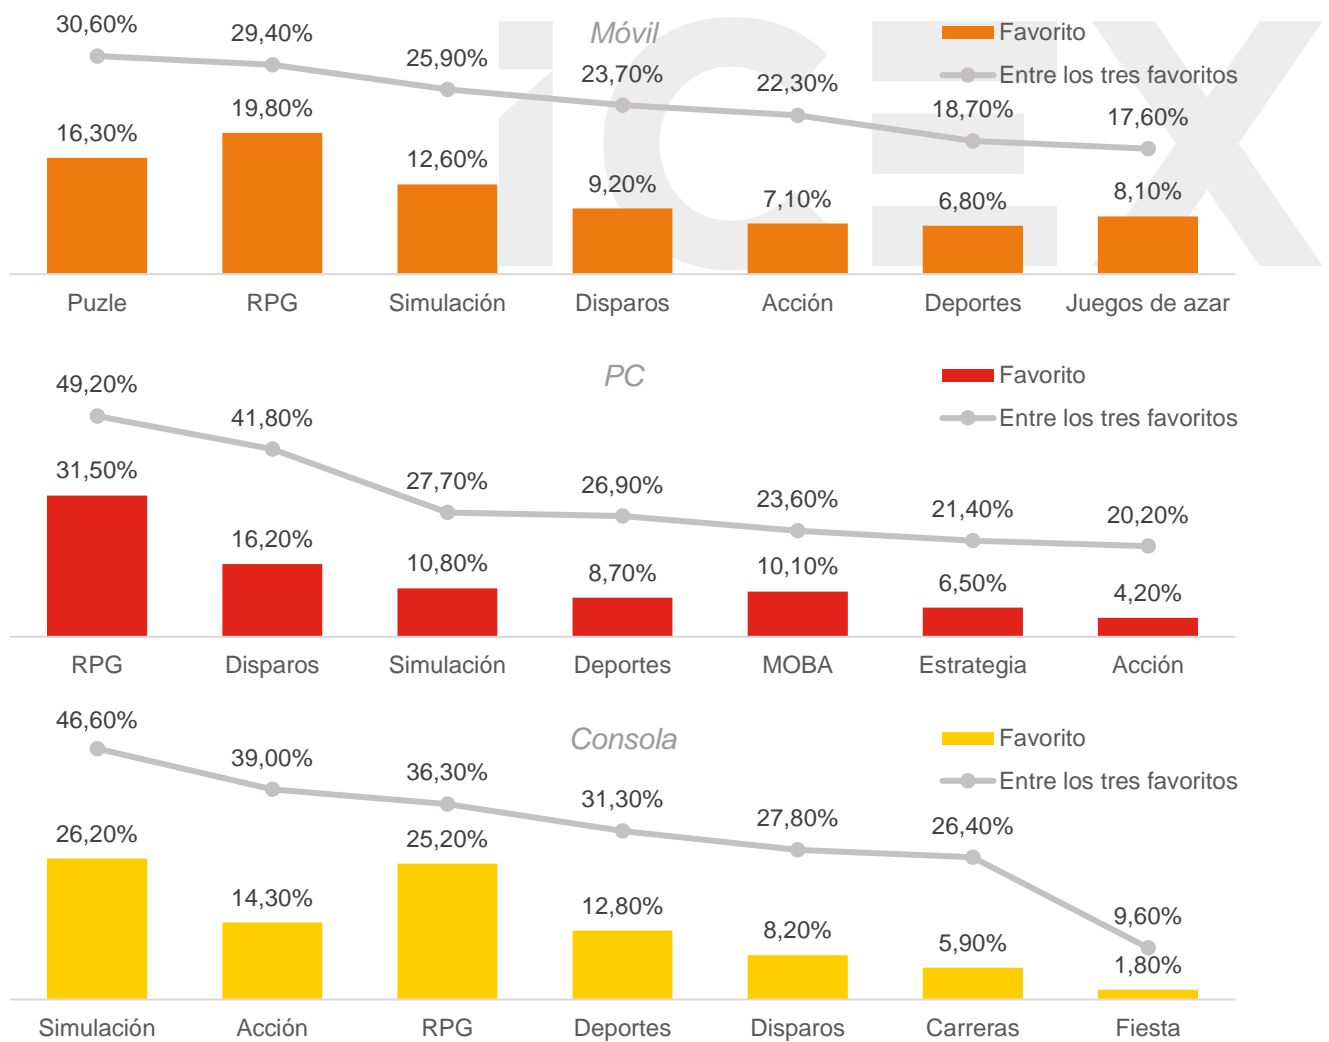 iCEX
Móvil
Favorito
Entre los tres favoritos
30,60%
29,40%
25,90%
23,70%
22,30%
18,70%
17,60%
16,30%
19,80%
12,60%
9,20%
7,10%
6,80%
8,10%
Puzle
RPG
Simulación
Disparos
Acción
Deportes
Juegos de azar
PC
Favorito
Entre los tres favoritos
49,20%
41,80%
27,70%
26,90%
23,60%
21,40%
20,20%
31,50%
16,20%
10,80%
8,70%
10,10%
6,50%
4,20%
RPG
Disparos
Simulación
Deportes
MOBA
Estrategia
Acción
Consola
Favorito
Entre los tres favoritos
46,60%
39,00%
36,30%
31,30%
27,80%
26,40%
9,60%
26,20%
14,30%
25,20%
12,80%
8,20%
5,90%
1,80%
Simulación
Acción
RPG
Deportes
Disparos
Carreras
Fiesta